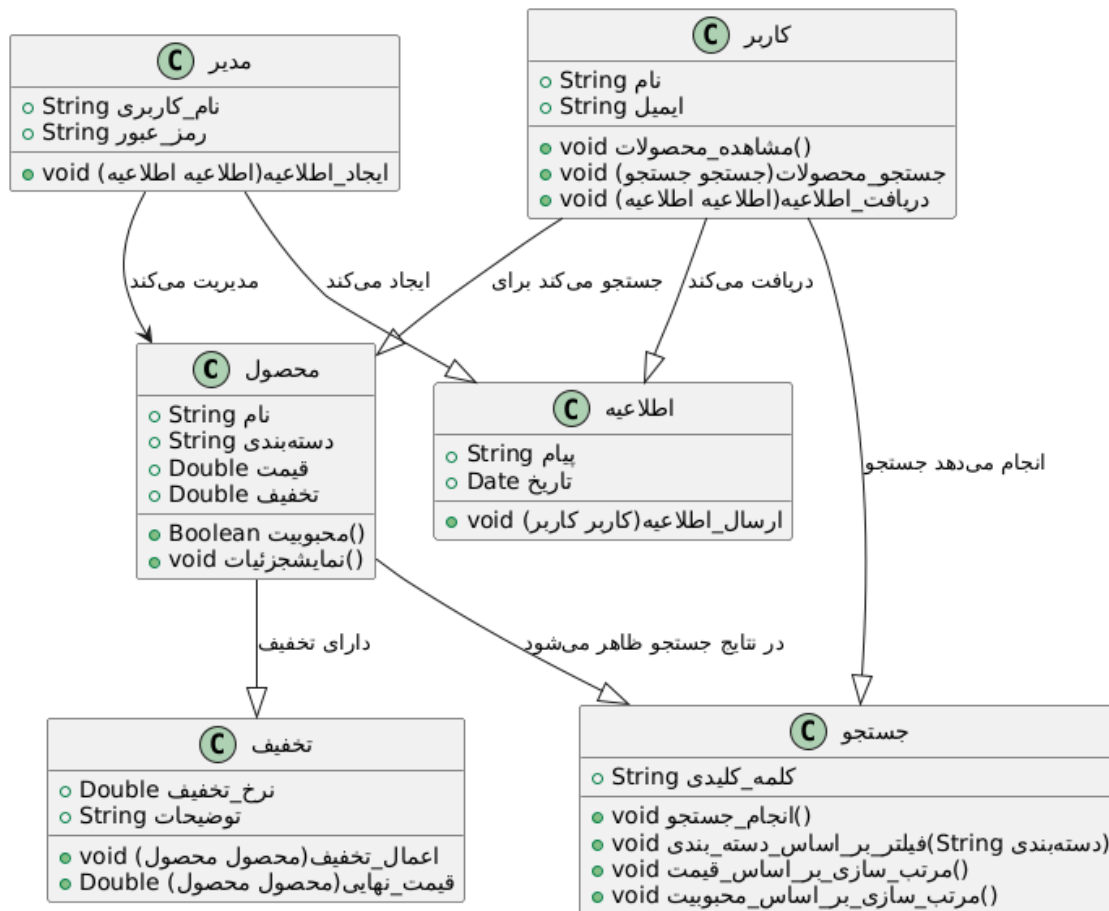 C مدیر
String نام_کاربری
String رمز_عبور
void ایجاد_اطلاعیه(اطلاعیه اطلاعیه)
C کاربر
String نام
String ایمیل
void مشاهده_محصولات()
void جستجو_محصولات(جستجو جستجو)
void دریافت_اطلاعیه(اطلاعیه اطلاعیه)
مدیریت می‌کند
ایجاد می‌کند
جستجو می‌کند برای
دریافت می‌کند
C محصول
String نام
String دسته‌بندی
Double قیمت
Double تخفیف
Boolean محبوبیت()
void نمایشجزئیات()
C اطلاعیه
String پیام
Date تاریخ
void ارسال_اطلاعیه(کاربر کاربر)
انجام می‌دهد جستجو
دارای تخفیف
در نتایج جستجو ظاهر می‌شود
C تخفیف
Double نرخ_تخفیف
String توضیحات
void اعمال_تخفیف(محصول محصول)
Double قیمت_نهایی(محصول محصول)
C جستجو
String کلمه_کلیدی
void انجام_جستجو()
void فیلتر_بر_اساس_دسته_بندی(String دسته‌بندی)
void مرتب_سازی_بر_اساس_قیمت()
void مرتب_سازی_بر_اساس_محبوبیت()